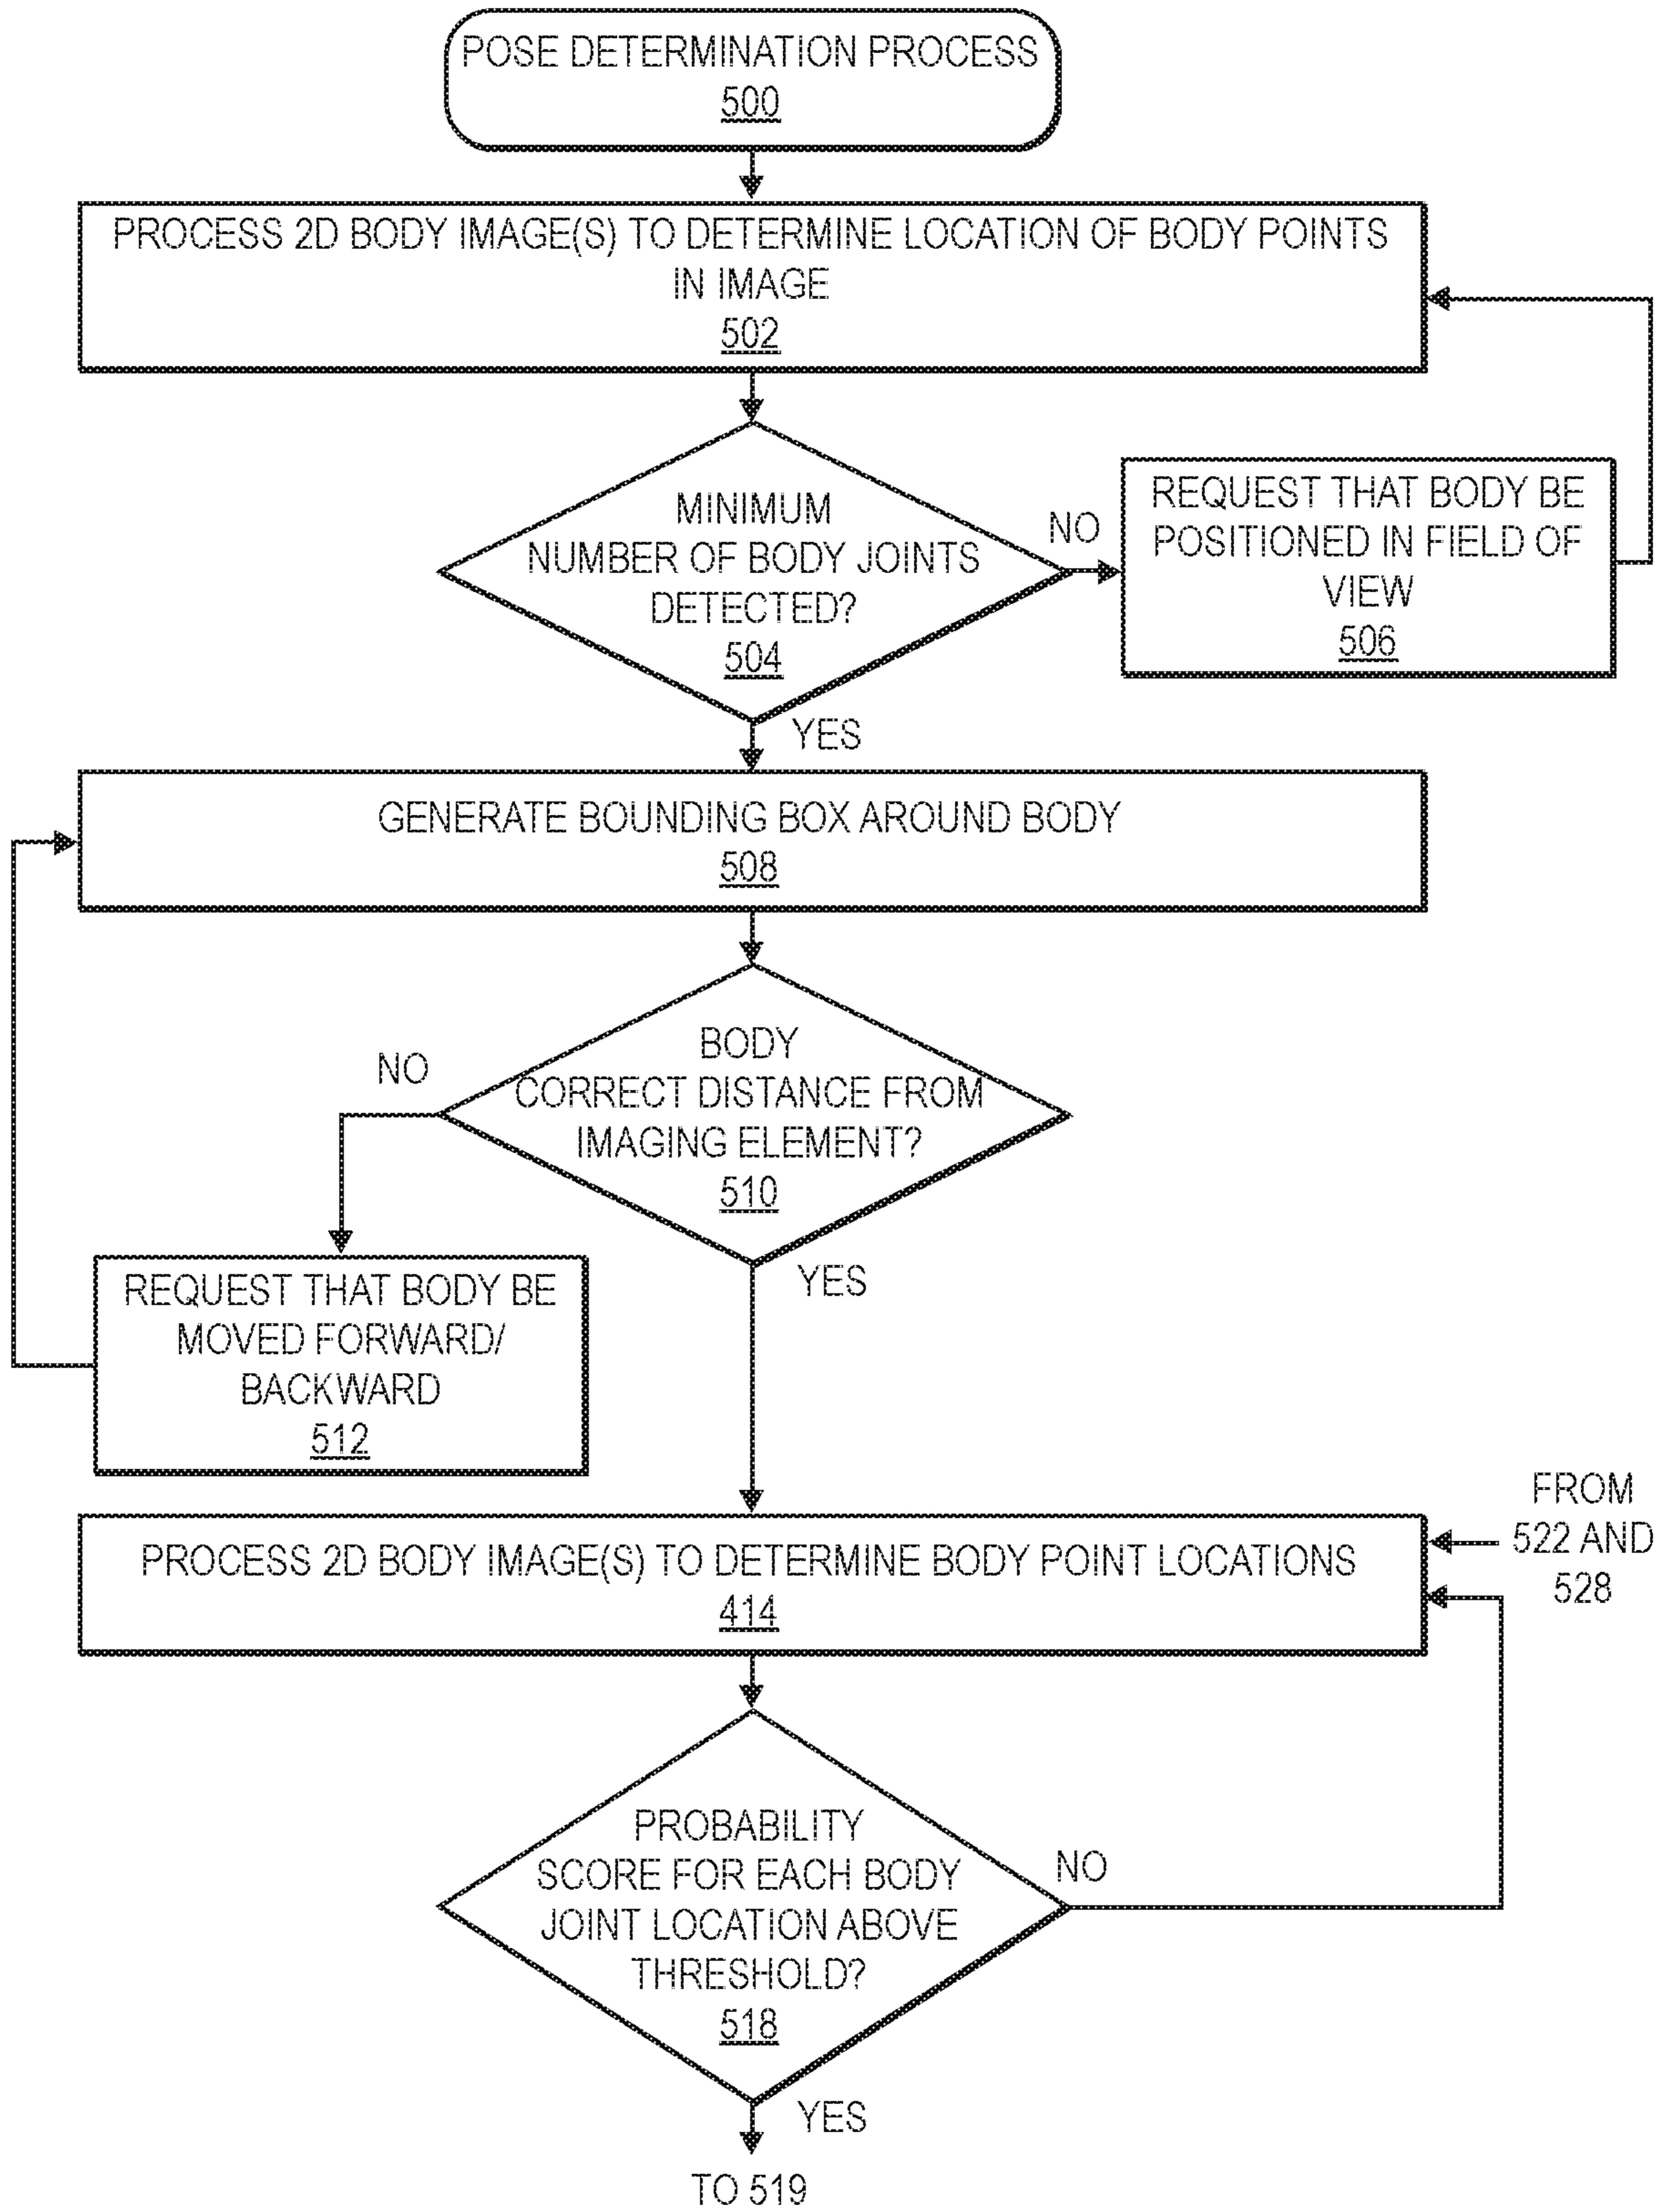 POSE DETERMINATION PROCESS
500
PROCESS 2D BODY IMAGE(S) TO DETERMINE LOCATION OF BODY POINTS
IN IMAGE
502
MINIMUM
NUMBER OF BODY JOINTS
DETECTED?
504
NO
REQUEST THAT BODY BE
POSITIONED IN FIELD OF
VIEW
506
YES
GENERATE BOUNDING BOX AROUND BODY
508
BODY
CORRECT DISTANCE FROM
IMAGING ELEMENT?
510
NO
YES
REQUEST THAT BODY BE
MOVED FORWARD/
BACKWARD
512
FROM
522 AND
528
PROCESS 2D BODY IMAGE(S) TO DETERMINE BODY POINT LOCATIONS
414
PROBABILITY
SCORE FOR EACH BODY
JOINT LOCATION ABOVE
THRESHOLD?
518
NO
YES
TO 519